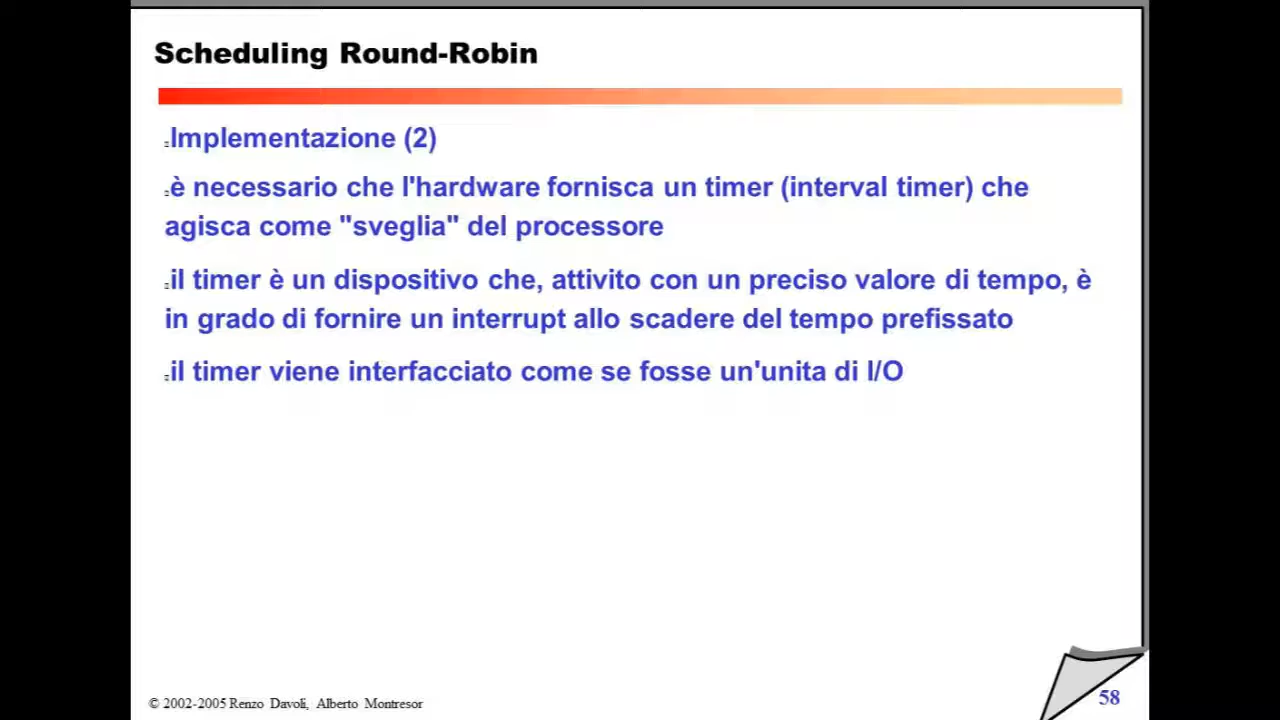 Scheduling Round-Robin
Implementazione (2)
è necessario che l'hardware fornisca un timer (interval timer) che
agisca come "sveglia" del processore
il timer è un dispositivo che, attivito con un preciso valore di tempo, è
in grado di fornire un interrupt allo scadere del tempo prefissato
il timer viene interfacciato come se fosse un'unita di I/O
© 2002-2005 Renzo Davoli, Alberto Montresor
58